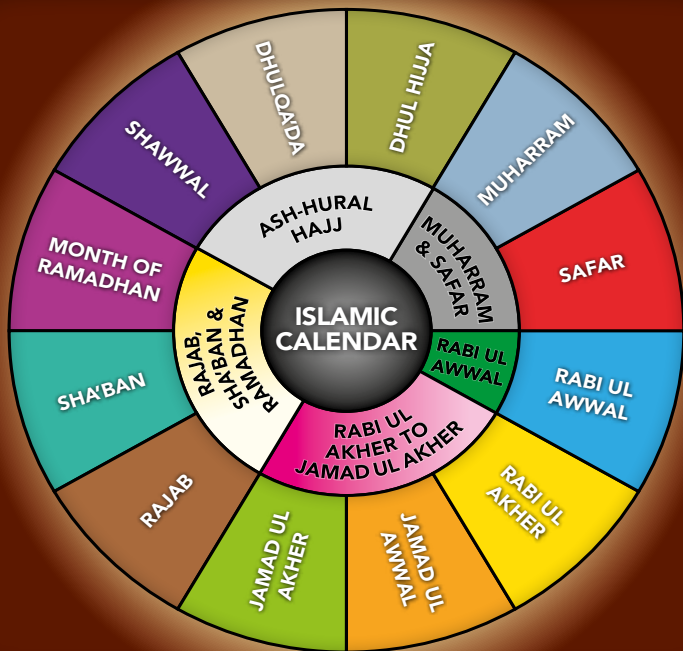 ISLAMIC
CALENDAR
ASH-HURAL
HAJJ
MUHARRAM
& SAFAR
RABI UL
AWWAL
RABI UL
AKHER TO
JAMAD UL AKHER
RAJAB,
SHA'BAN &
RAMADHAN
DHUL HIJJA
MUHARRAM
SAFAR
RABI UL
AWWAL
RABI UL
AKHER
JAMAD UL
AWWAL
JAMAD UL
AKHER
RAJAB
SHA'BAN
MONTH OF
RAMADHAN
SHAWWAL
DHULQA'DA